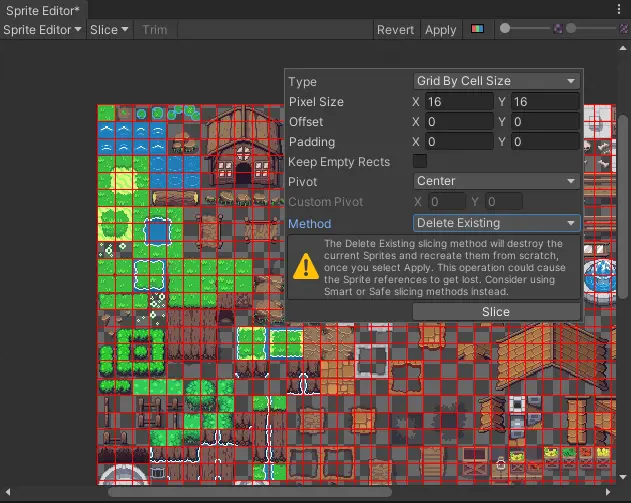 Sprite Editor*
Sprite Editor Slice Trim Revert Apply
Type Grid By Cell Size
Pixel Size X 16 Y 16
Offset X 0 Y 0
Padding X 0 Y 0
Keep Empty Rects
Pivot Center
Custom Pivot X 0 Y 0
Method Delete Existing
The Delete Existing slicing method will destroy the
current Sprites and recreate them from scratch,
once you select Apply. This operation could cause
the Sprite references to get lost. Consider using
Smart or Safe slicing methods instead.
Slice